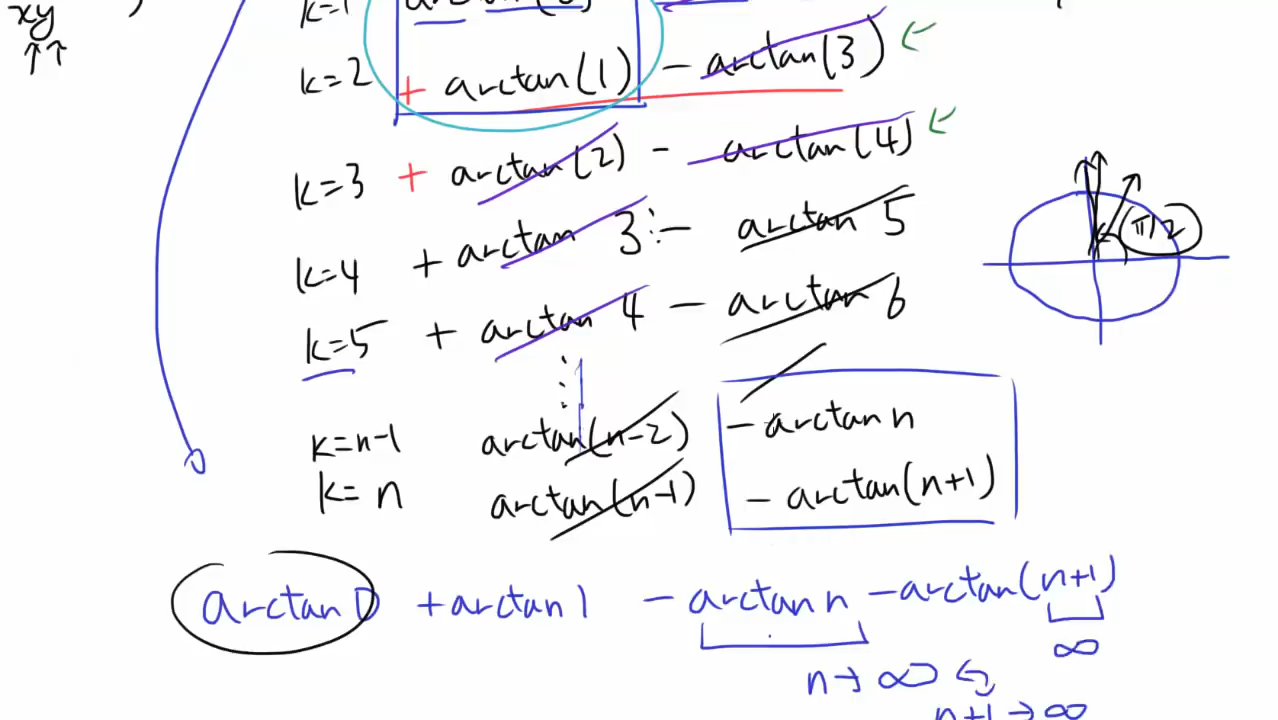 xy
↑↑
k=1
k=2 + arctan(1) - arctan(3)
k=3 + arctan(2) - arctan(4)
k=4 + arctan 3 - arctan 5
k=5 + arctan 4 - arctan 6
π/2
k=n-1 arctan(n-2) - arctan n
k=n arctan(n-1) - arctan(n+1)
arctan 0 + arctan 1 - arctan n - arctan(n+1)
∞
n→∞
n+1→∞